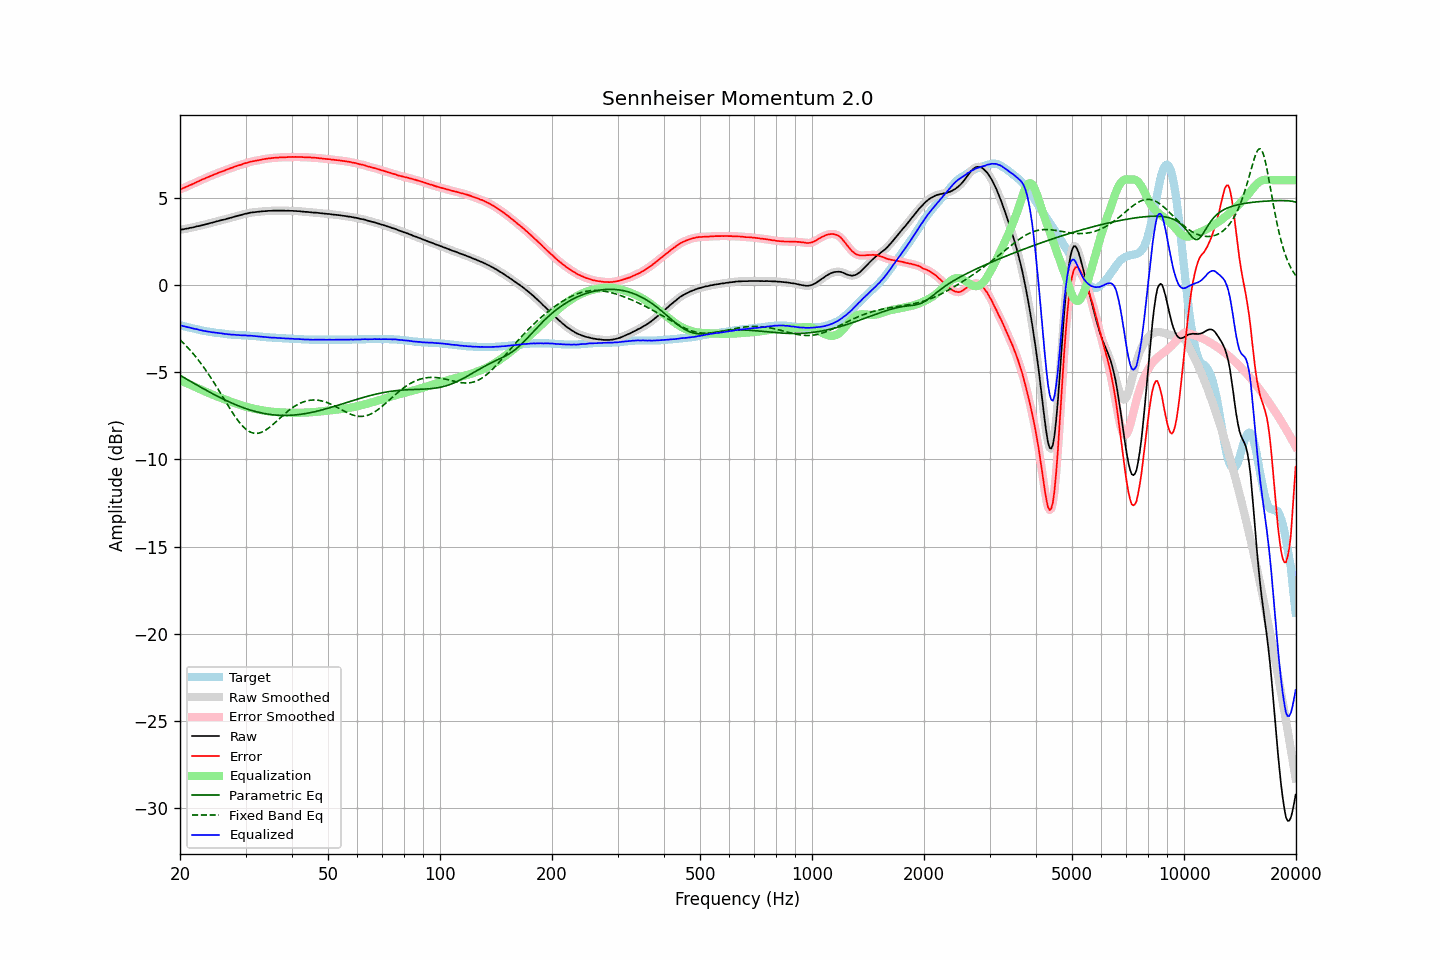 Sennheiser Momentum 2.0
Amplitude (dBr)
5
0
−5
−10
−15
−20
−25
−30
Target
Raw Smoothed
Error Smoothed
Raw
Error
Equalization
Parametric Eq
Fixed Band Eq
Equalized
20
50
100
200
500
1000
2000
5000
10000
20000
Frequency (Hz)